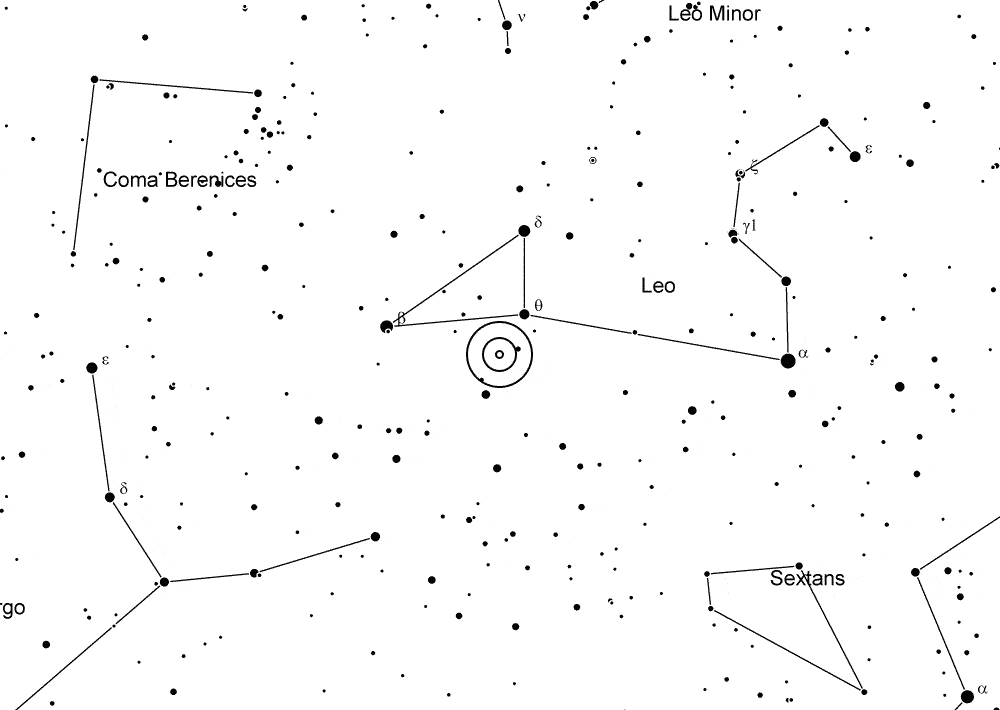 Leo Minor
ν
ε
ζ
Coma Berenices
δ
γ1
Leo
θ
β
α
ε
δ
Sextans
rgo
α